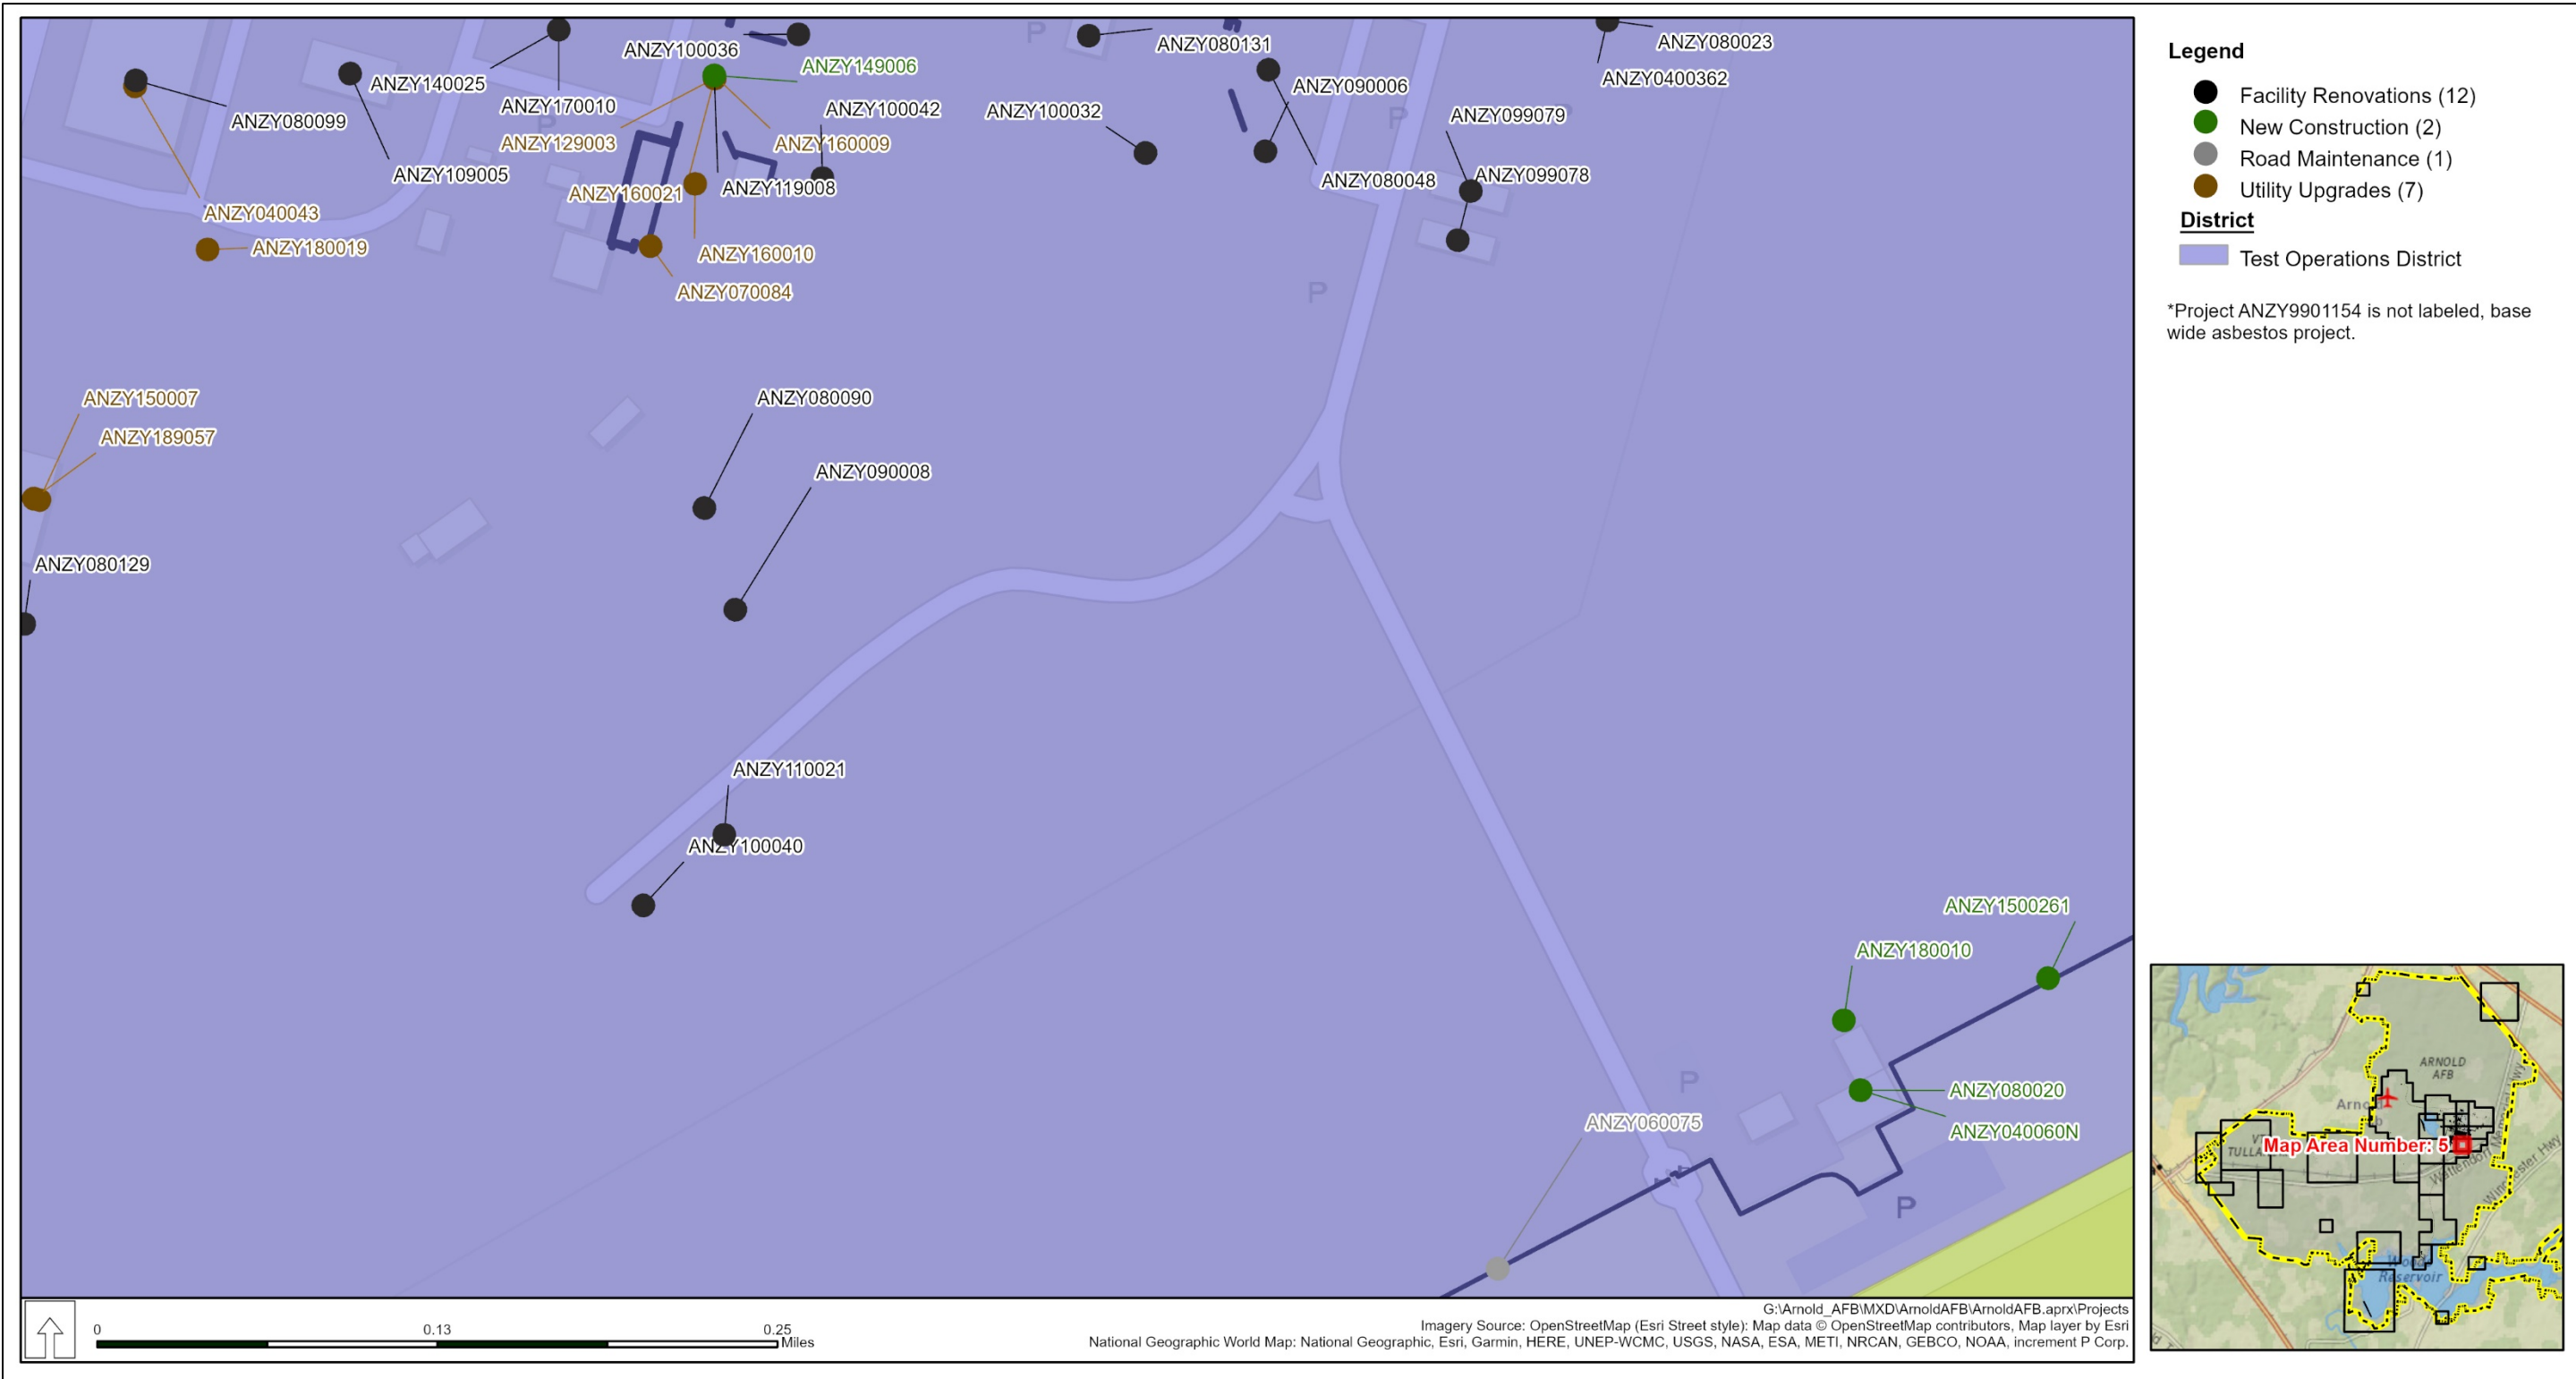 ANZY100036
ANZY149006
ANZY080131
ANZY080023
ANZY140025
ANZY170010
ANZY0400362
ANZY090006
ANZY100042
ANZY100032
ANZY099079
ANZY080099
ANZY129003
ANZY160009
ANZY109005
ANZY160021
ANZY119008
ANZY080048
ANZY099078
ANZY040043
ANZY180019
ANZY160010
ANZY070084
P
P
P
P
P
ANZY150007
ANZY189057
ANZY080090
ANZY090008
ANZY080129
ANZY110021
ANZY100040
ANZY1500261
ANZY180010
ANZY080020
ANZY040060N
ANZY060075
P
P
0
0.13
0.25
Miles
G:\Arnold_AFB\MXD\ArnoldAFB\ArnoldAFB.aprx\Projects
Imagery Source: OpenStreetMap (Esri Street style): Map data © OpenStreetMap contributors, Map layer by Esri
National Geographic World Map: National Geographic, Esri, Garmin, HERE, UNEP-WCMC, USGS, NASA, ESA, METI, NRCAN, GEBCO, NOAA, increment P Corp.
Legend
Facility Renovations (12)
New Construction (2)
Road Maintenance (1)
Utility Upgrades (7)
District
Test Operations District
*Project ANZY9901154 is not labeled, base
wide asbestos project.
ARNOLD
AFB
Map Area Number: 5
Reservoir